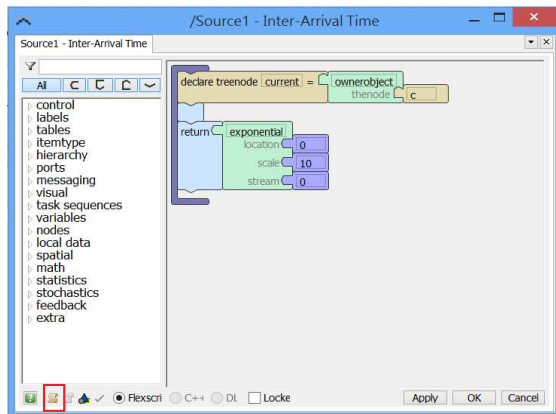 /Source1 - Inter-Arrival Time
Source1 - Inter-Arrival Time
All
control
labels
tables
itemtype
hierarchy
ports
messaging
visual
task sequences
variables
nodes
local data
spatial
math
statistics
stochastics
feedback
extra
declare treenode current = ownerobject
thenode c
return exponential
location 0
scale 10
stream 0
Flexscri C++ DL Locke Apply OK Cancel